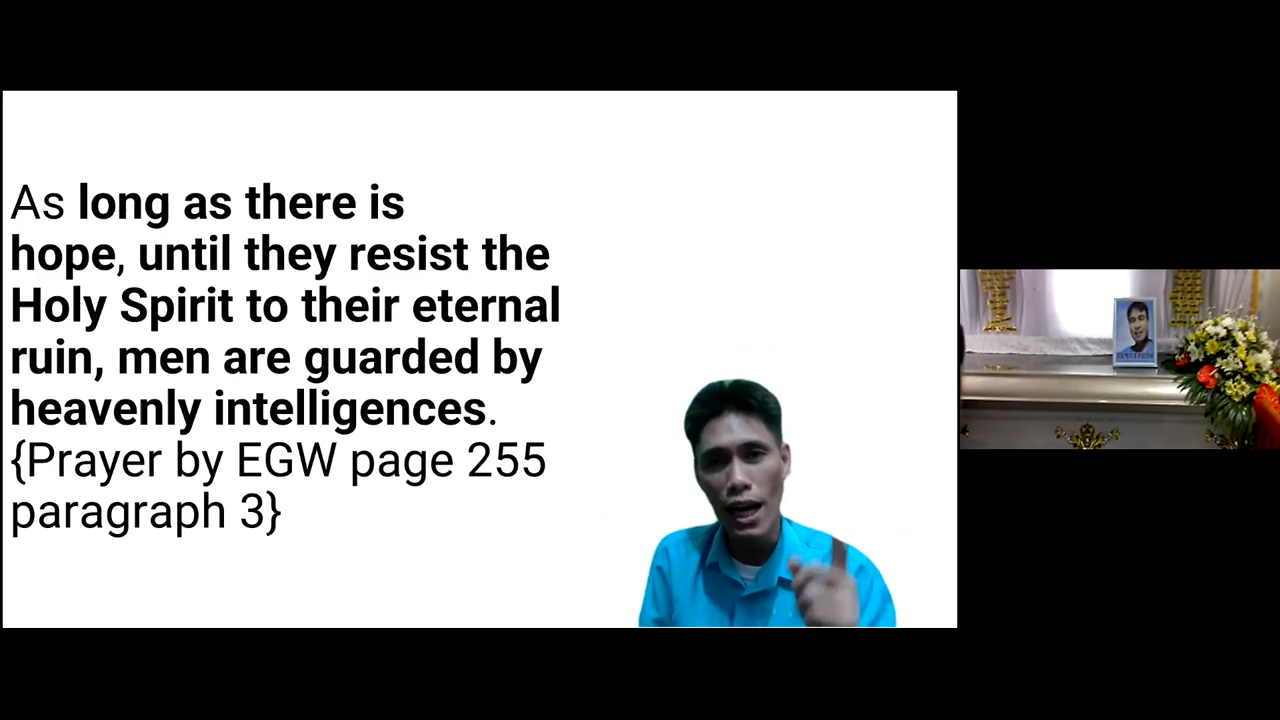 As long as there is
hope, until they resist the
Holy Spirit to their eternal
ruin, men are guarded by
heavenly intelligences.
{Prayer by EGW page 255
paragraph 3}